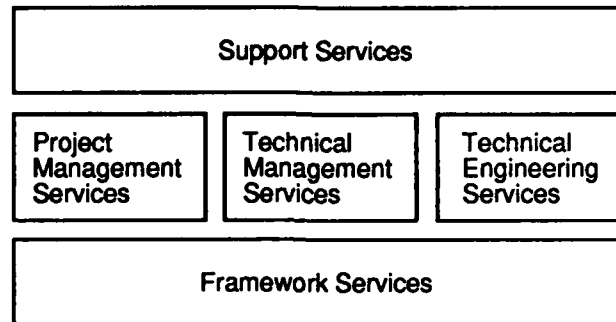 Support Services
Project
Management
Services
Technical
Management
Services
Technical
Engineering
Services
Framework Services